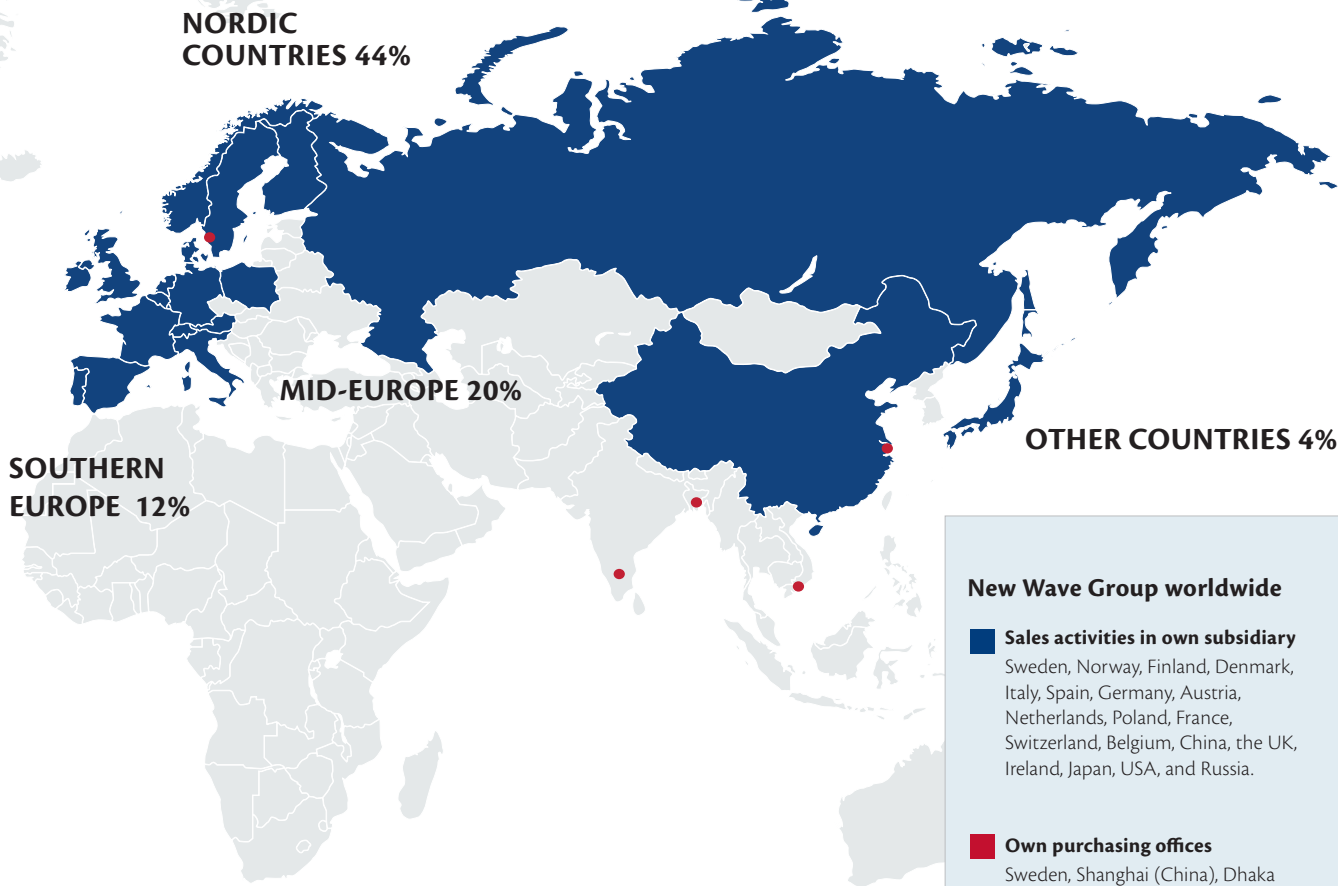 NORDIC
COUNTRIES 44%
MID-EUROPE 20%
SOUTHERN
EUROPE 12%
OTHER COUNTRIES 4%
New Wave Group worldwide
Sales activities in own subsidiary
Sweden, Norway, Finland, Denmark,
Italy, Spain, Germany, Austria,
Netherlands, Poland, France,
Switzerland, Belgium, China, the UK,
Ireland, Japan, USA, and Russia.
Own purchasing offices
Sweden, Shanghai (China), Dhaka